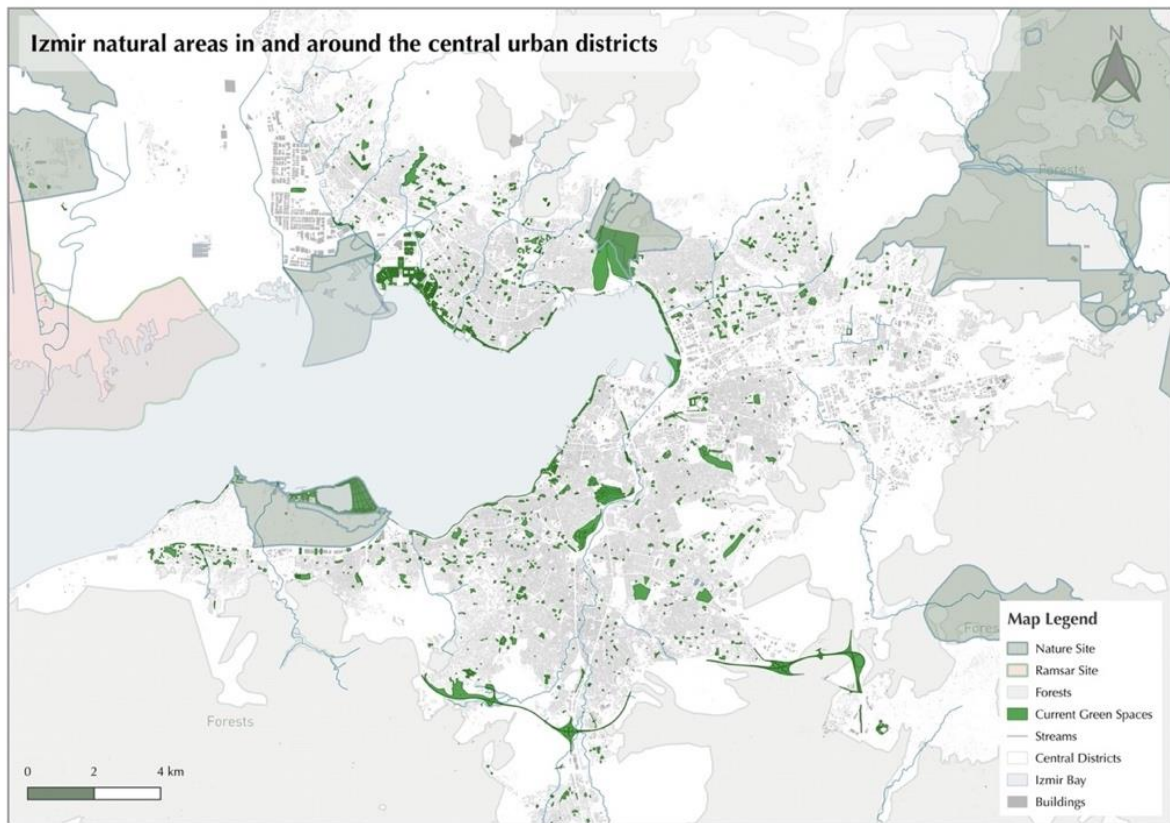 Izmir natural areas in and around the central urban districts
N
Forests
Forests
0 2 4 km
Map Legend
Nature Site
Ramsar Site
Forests
Current Green Spaces
Streams
Central Districts
Izmir Bay
Buildings